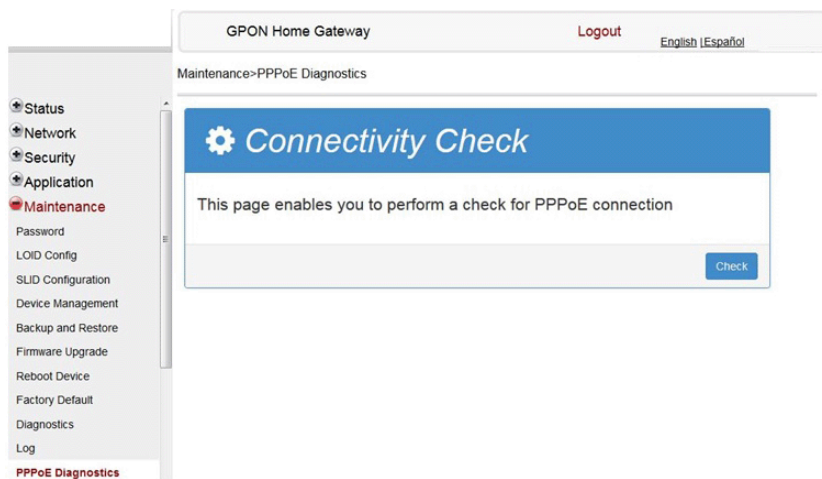 GPON Home Gateway
Logout
English |Español
Maintenance>PPPoE Diagnostics
Status
Network
Security
Application
Maintenance
Password
LOID Config
SLID Configuration
Device Management
Backup and Restore
Firmware Upgrade
Reboot Device
Factory Default
Diagnostics
Log
PPPoE Diagnostics
Connectivity Check
This page enables you to perform a check for PPPoE connection
Check